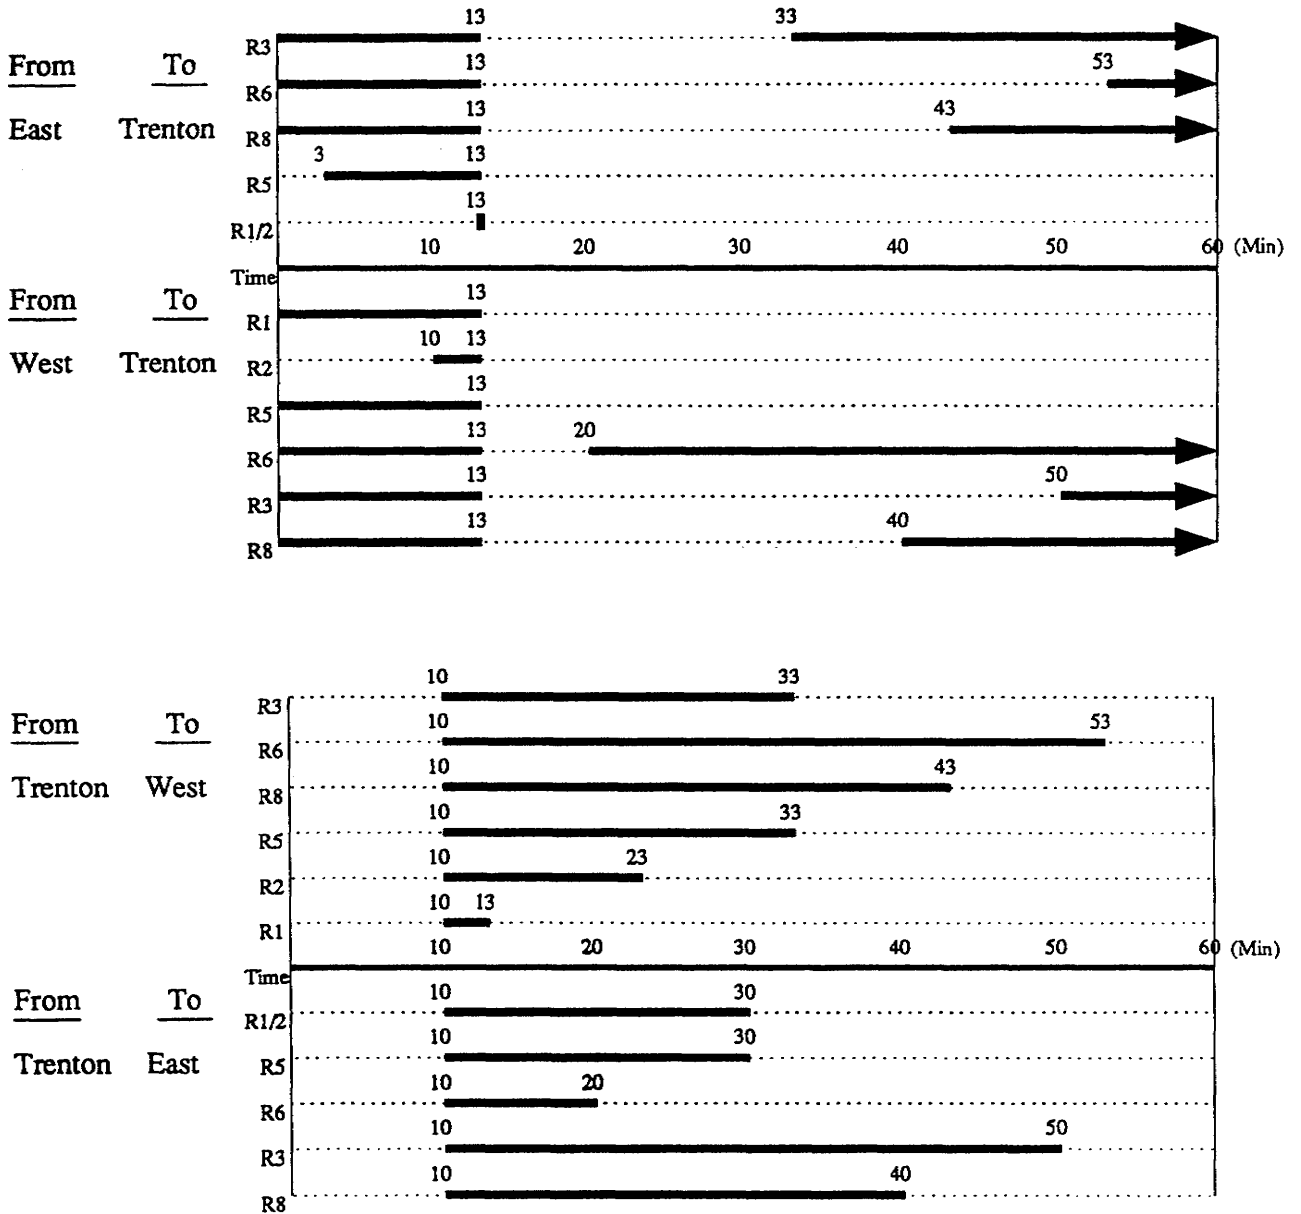 13 33
R3
From To 13 53
R6
East Trenton 13 43
R8
3 13
R5
13
R1/2
10 20 30 40 50 60 (Min)
Time
From To 13
R1
10 13
West Trenton R2
13
R5
13 20
R6
13 50
R3
13 40
R8
10 33
R3
From To 10 53
R6
Trenton West 10 43
R8
10 33
R5
10 23
R2
10 13
R1
10 20 30 40 50 60 (Min)
Time
From To 10 30
R1/2
Trenton East 10 30
R5
10 20
R6
10 50
R3
10 40
R8